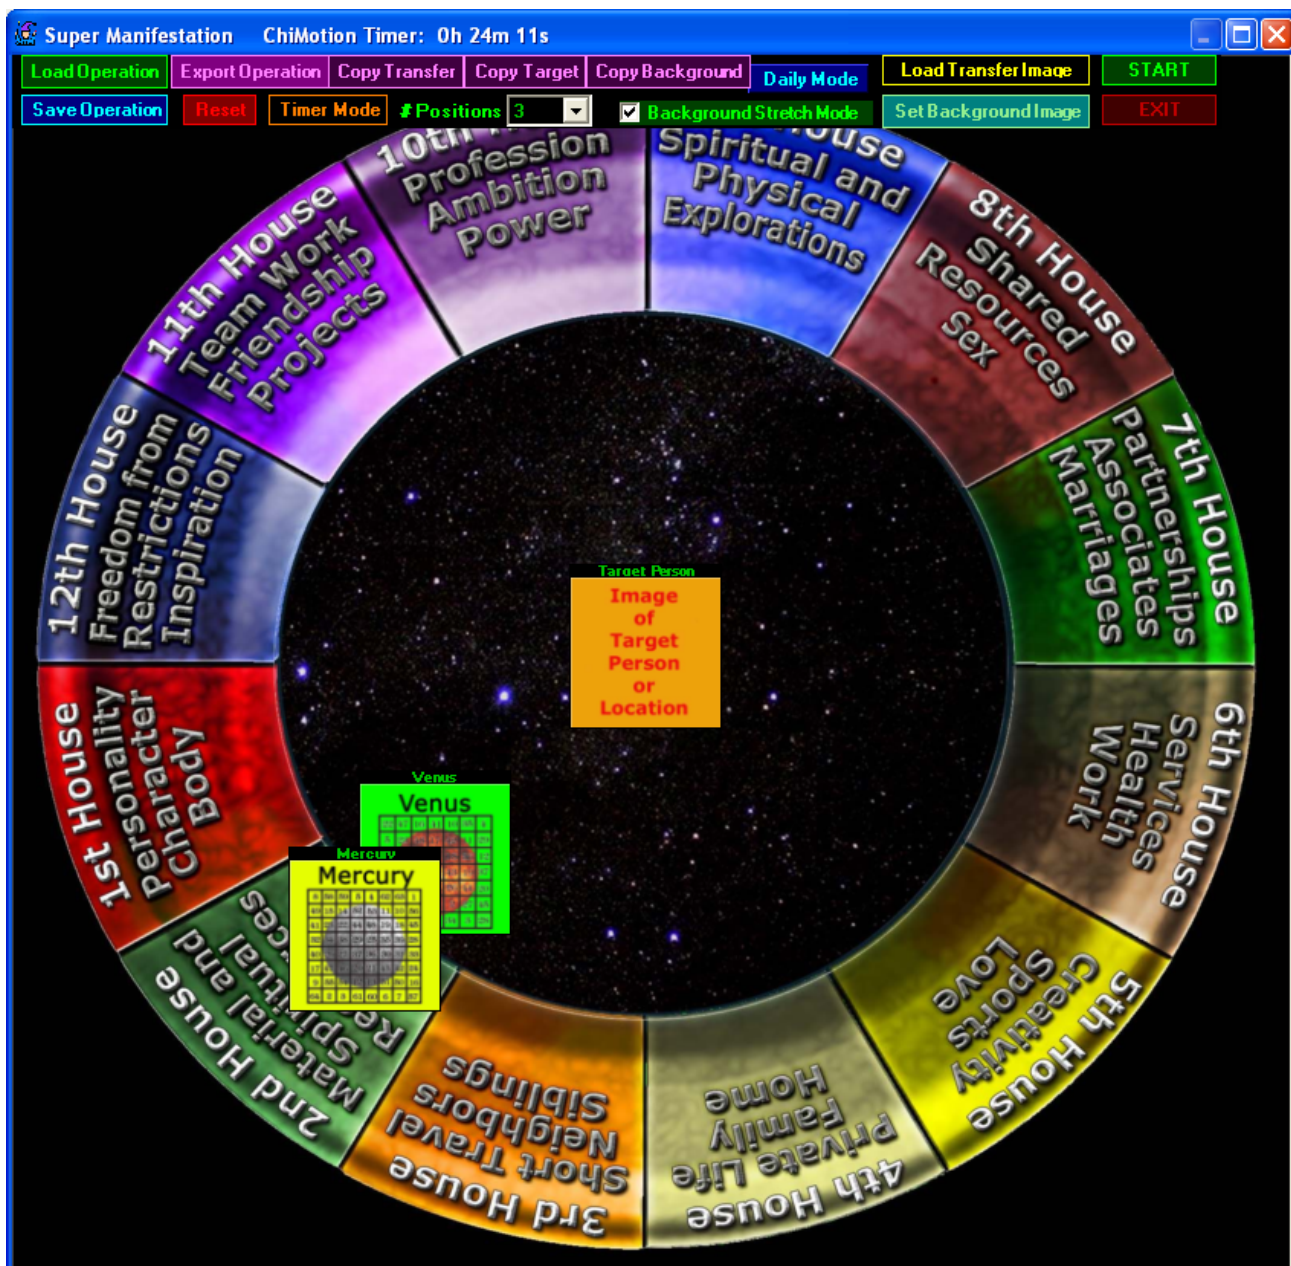 Super Manifestation ChiMotion Timer: 0h 24m 11s
Load Operation Export Operation Copy Transfer Copy Target Copy Background Daily Mode Load Transfer Image START
Save Operation Reset Timer Mode # Positions 3 Background Stretch Mode Set Background Image EXIT
10th
Profession
Ambition
Power
Spiritual and
Physical
Explorations
8th House
Shared
Resources
Sex
7th House
Partnerships
Associates
Marriages
6th House
Services
Health
Work
5th House
Creativity
Sports
Love
4th House
Private Life
Family
Home
3rd House
Short Travel
Neighbors
Siblings
2nd House
Material and
Spiritual
1st House
Personality
Character
Body
12th House
Freedom from
Restrictions
Inspiration
11th House
Team Work
Friendship
Projects
Target Person
Image
of
Target
Person
or
Location
Venus
Venus
Mercury
Mercury